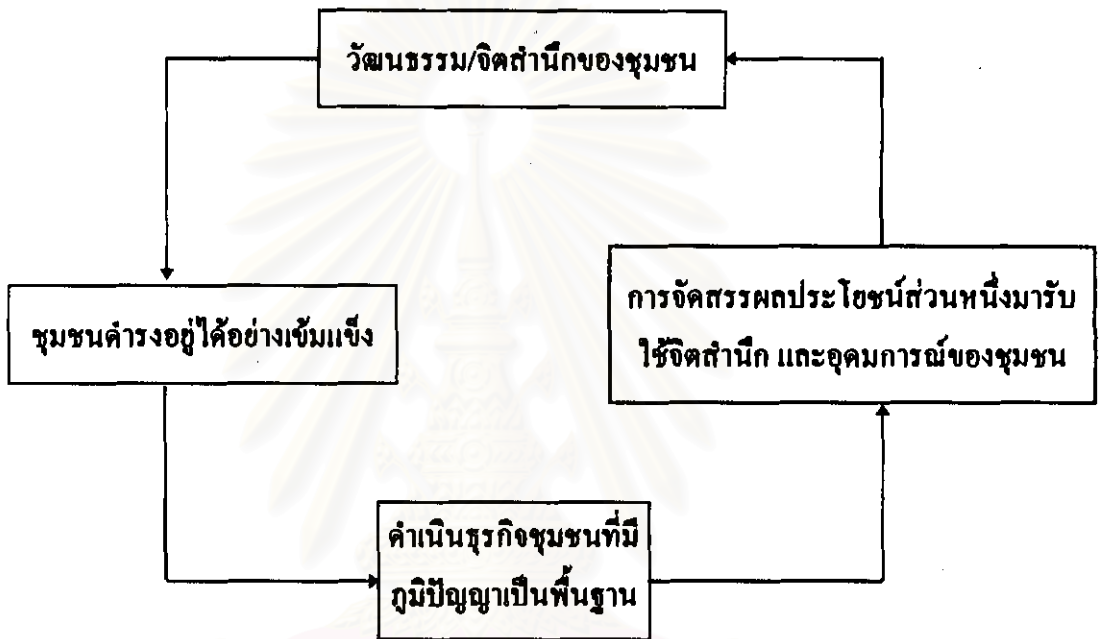 วัฒนธรรม/จิตสำนึกของชุมชน
ชุมชนดำรงอยู่ได้อย่างเข้มแข็ง
การจัดสรรผลประโยชน์ส่วนหนึ่งมารับ
ใช้จิตสำนึก และอุดมการณ์ของชุมชน
ดำเนินธุรกิจชุมชนที่มี
ภูมิปัญญาเป็นพื้นฐาน